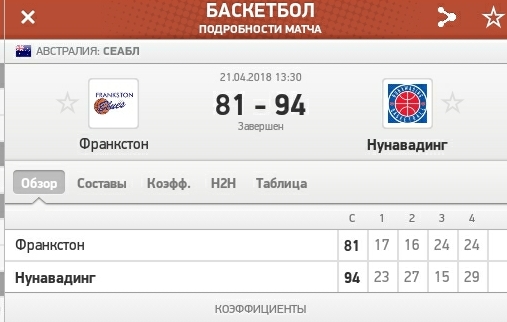 БАСКЕТБОЛ
ПОДРОБНОСТИ МАТЧА
АВСТРАЛИЯ: СЕАБЛ
21.04.2018 13:30
81 - 94
Завершен
FRANKSTON
Blues
Франкстон
Нунавадинг
Обзор Составы Коэфф. H2H Таблица
С 1 2 3 4
Франкстон 81 17 16 24 24
Нунавадинг 94 23 27 15 29
КОЭФФИЦИЕНТЫ